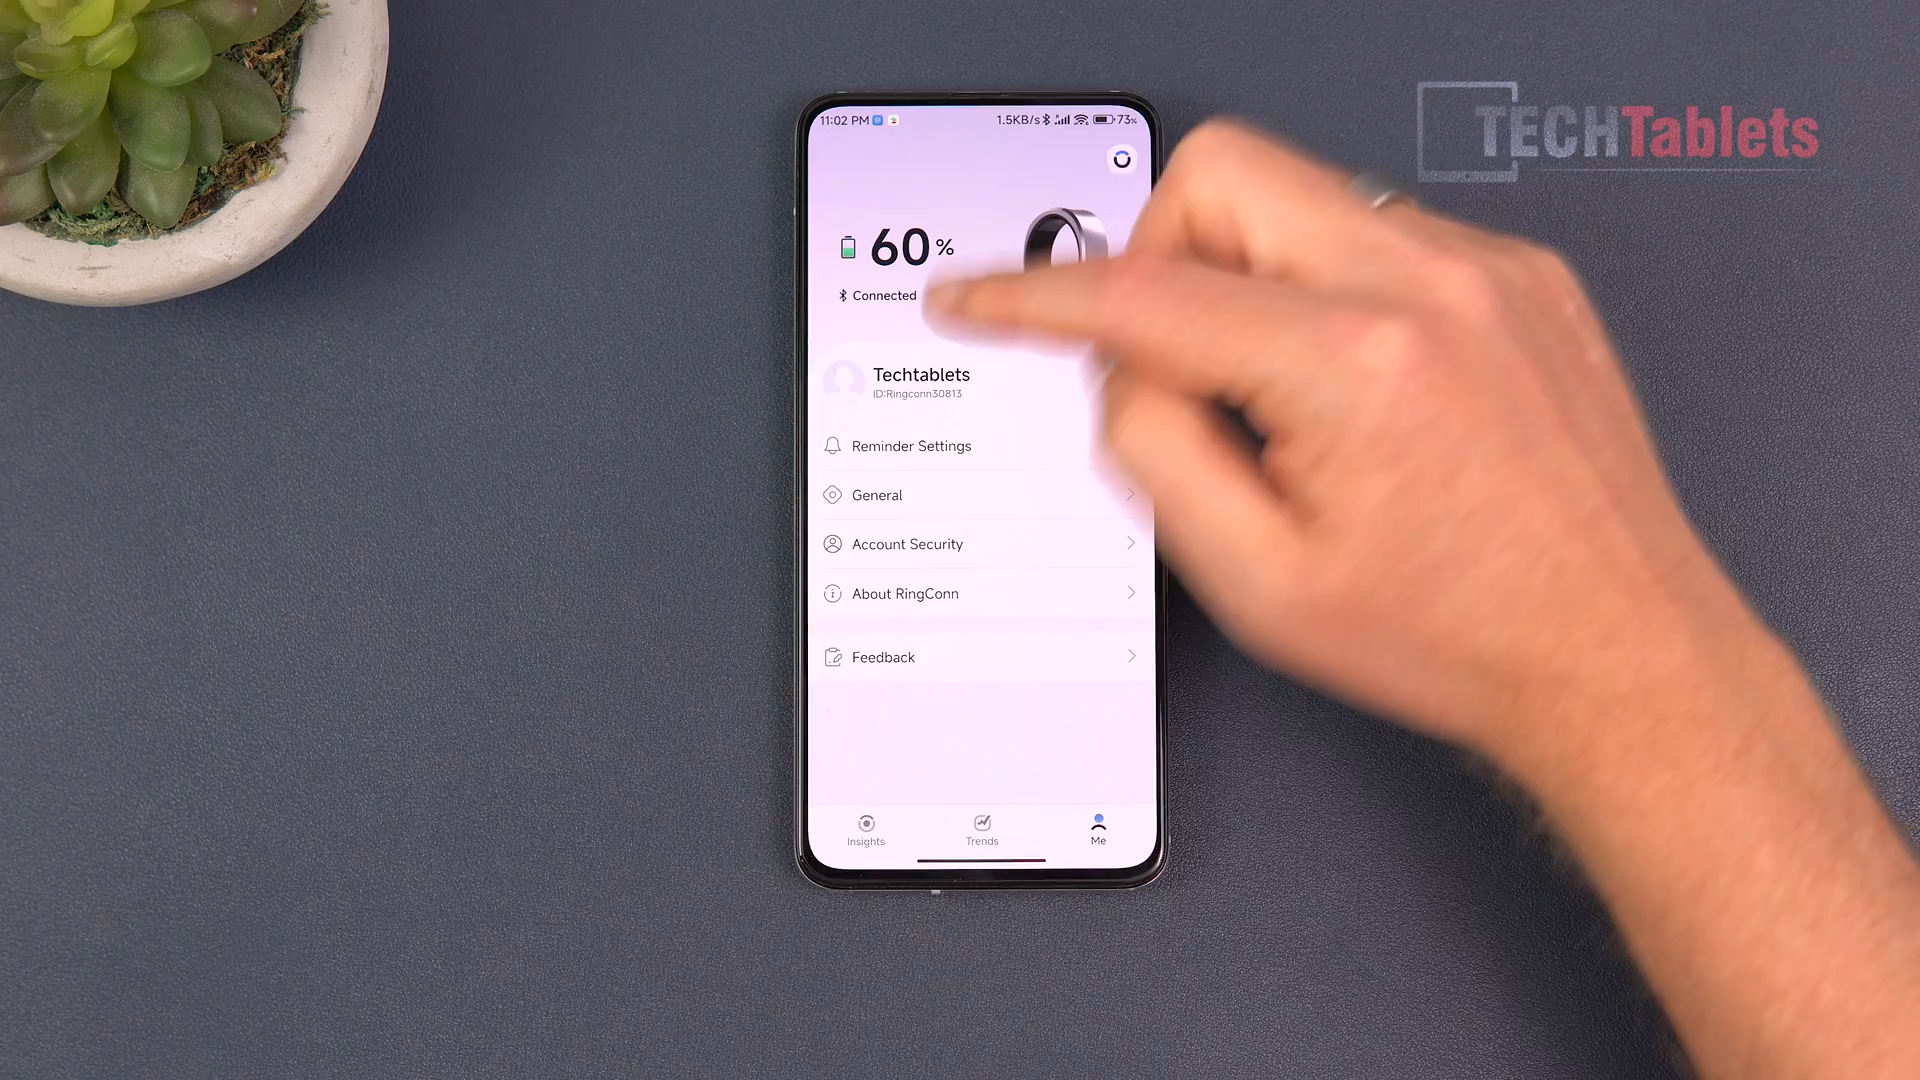 11:02 PM
1.5KB/s
73%
TECHTablets
60%
Connected
Techtablets
ID:Ringconn30813
Reminder Settings
General
Account Security
About RingConn
Feedback
Insights
Trends
Me